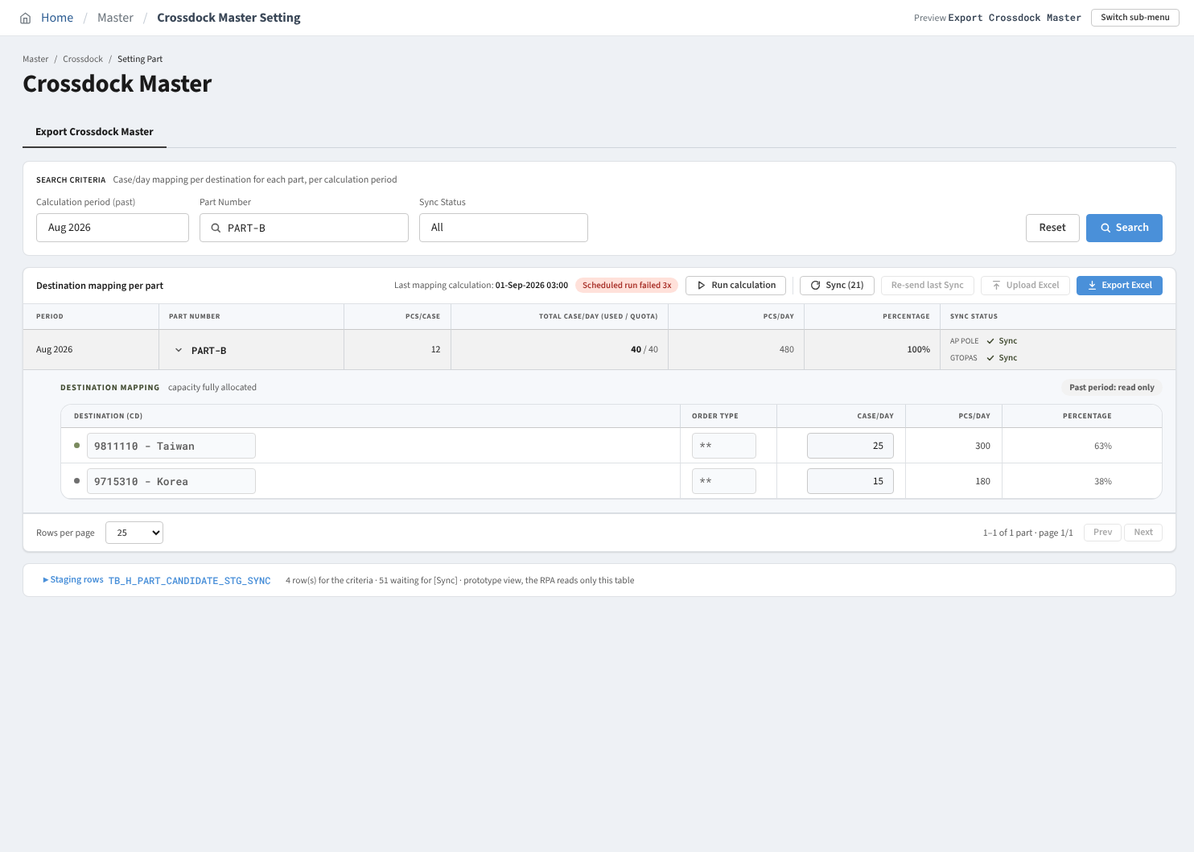 Home / Master / Crossdock Master Setting
Preview Export Crossdock Master Switch sub-menu
Master / Crossdock / Setting Part
Crossdock Master
Export Crossdock Master
SEARCH CRITERIA Case/day mapping per destination for each part, per calculation period
Calculation period (past) Part Number Sync Status
Aug 2026 PART-B All Reset Search
Destination mapping per part Last mapping calculation: 01-Sep-2026 03:00 Scheduled run failed 3x Run calculation Sync (21) Re-send last Sync Upload Excel Export Excel
PERIOD PART NUMBER PCS/CASE TOTAL CASE/DAY (USED / QUOTA) PCS/DAY PERCENTAGE SYNC STATUS
Aug 2026 PART-B 12 40 / 40 480 100% AP POLE ✓ Sync
GTOPAS ✓ Sync
DESTINATION MAPPING capacity fully allocated Past period: read only
DESTINATION (CD) ORDER TYPE CASE/DAY PCS/DAY PERCENTAGE
9811110 - Taiwan ** 25 300 63%
9715310 - Korea ** 15 180 38%
Rows per page 25 1–1 of 1 part · page 1/1 Prev Next
▸ Staging rows TB_H_PART_CANDIDATE_STG_SYNC 4 row(s) for the criteria · 51 waiting for [Sync] · prototype view, the RPA reads only this table